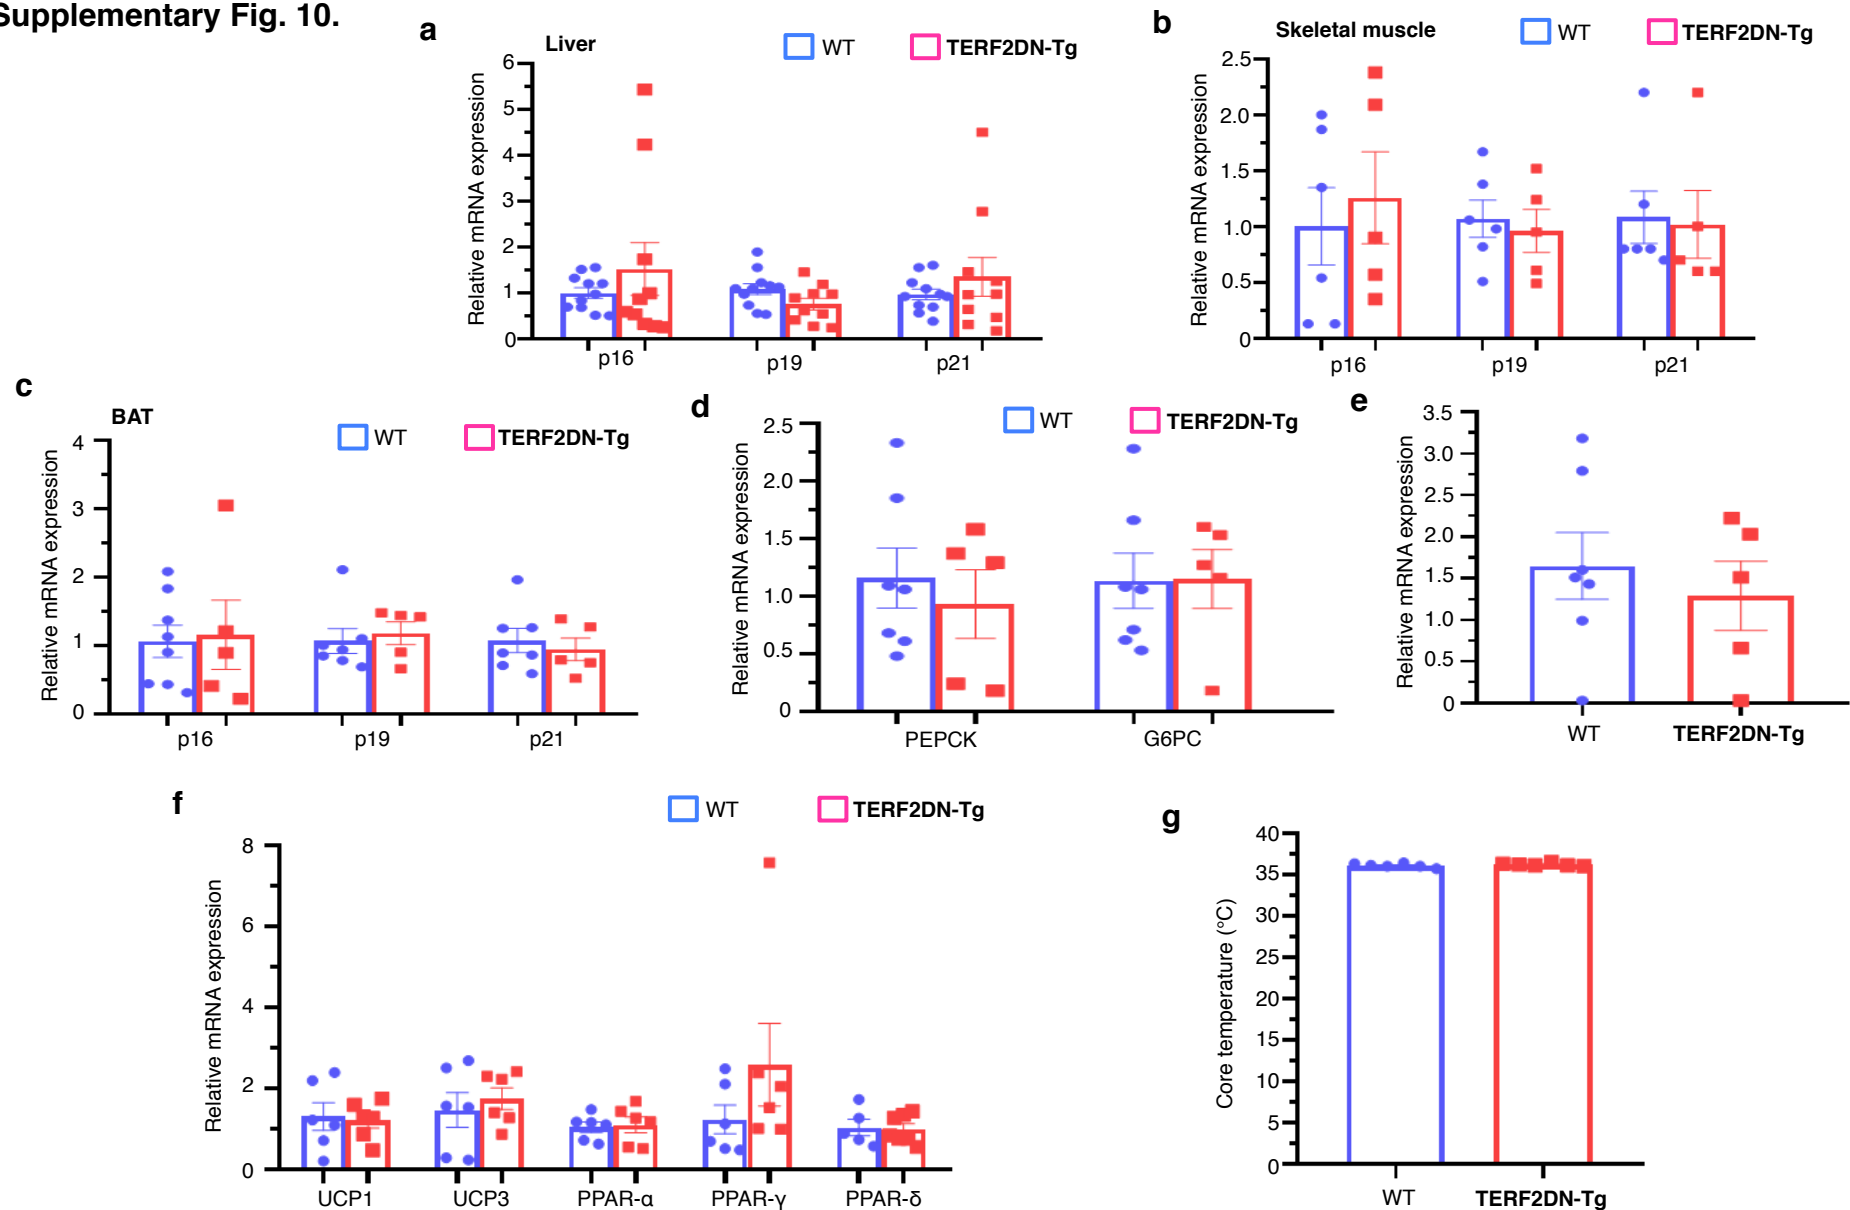 Supplementary Fig. 10.
a
Liver
WT
TERF2DN-Tg
Relative mRNA expression
6
5
4
3
2
1
0
p16
p19
p21
b
Skeletal muscle
WT
TERF2DN-Tg
Relative mRNA expression
2.5
2.0
1.5
1.0
0.5
0
p16
p19
p21
c
BAT
WT
TERF2DN-Tg
Relative mRNA expression
4
3
2
1
0
p16
p19
p21
d
WT
TERF2DN-Tg
Relative mRNA expression
2.5
2.0
1.5
1.0
0.5
0
PEPCK
G6PC
e
Relative mRNA expression
3.5
3.0
2.5
2.0
1.5
1.0
0.5
0
WT
TERF2DN-Tg
f
WT
TERF2DN-Tg
Relative mRNA expression
8
6
4
2
0
UCP1
UCP3
PPAR-α
PPAR-γ
PPAR-δ
g
Core temperature (°C)
40
35
30
25
20
15
10
5
0
WT
TERF2DN-Tg